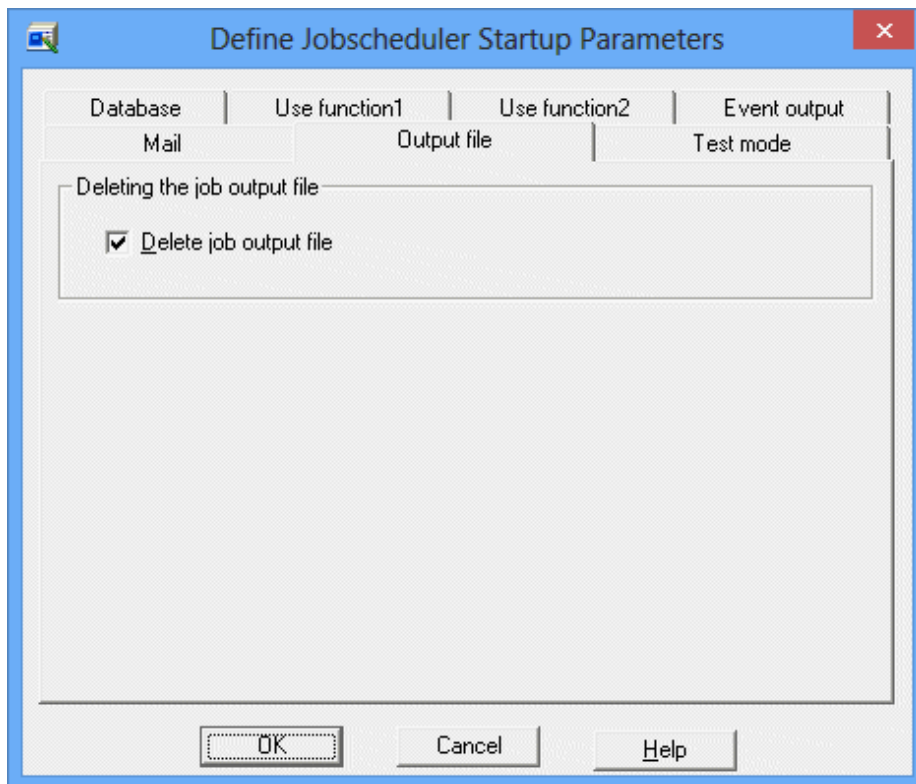 Define Jobscheduler Startup Parameters
Database Use function1 Use function2 Event output
Mail Output file Test mode
Deleting the job output file
Delete job output file
OK Cancel Help